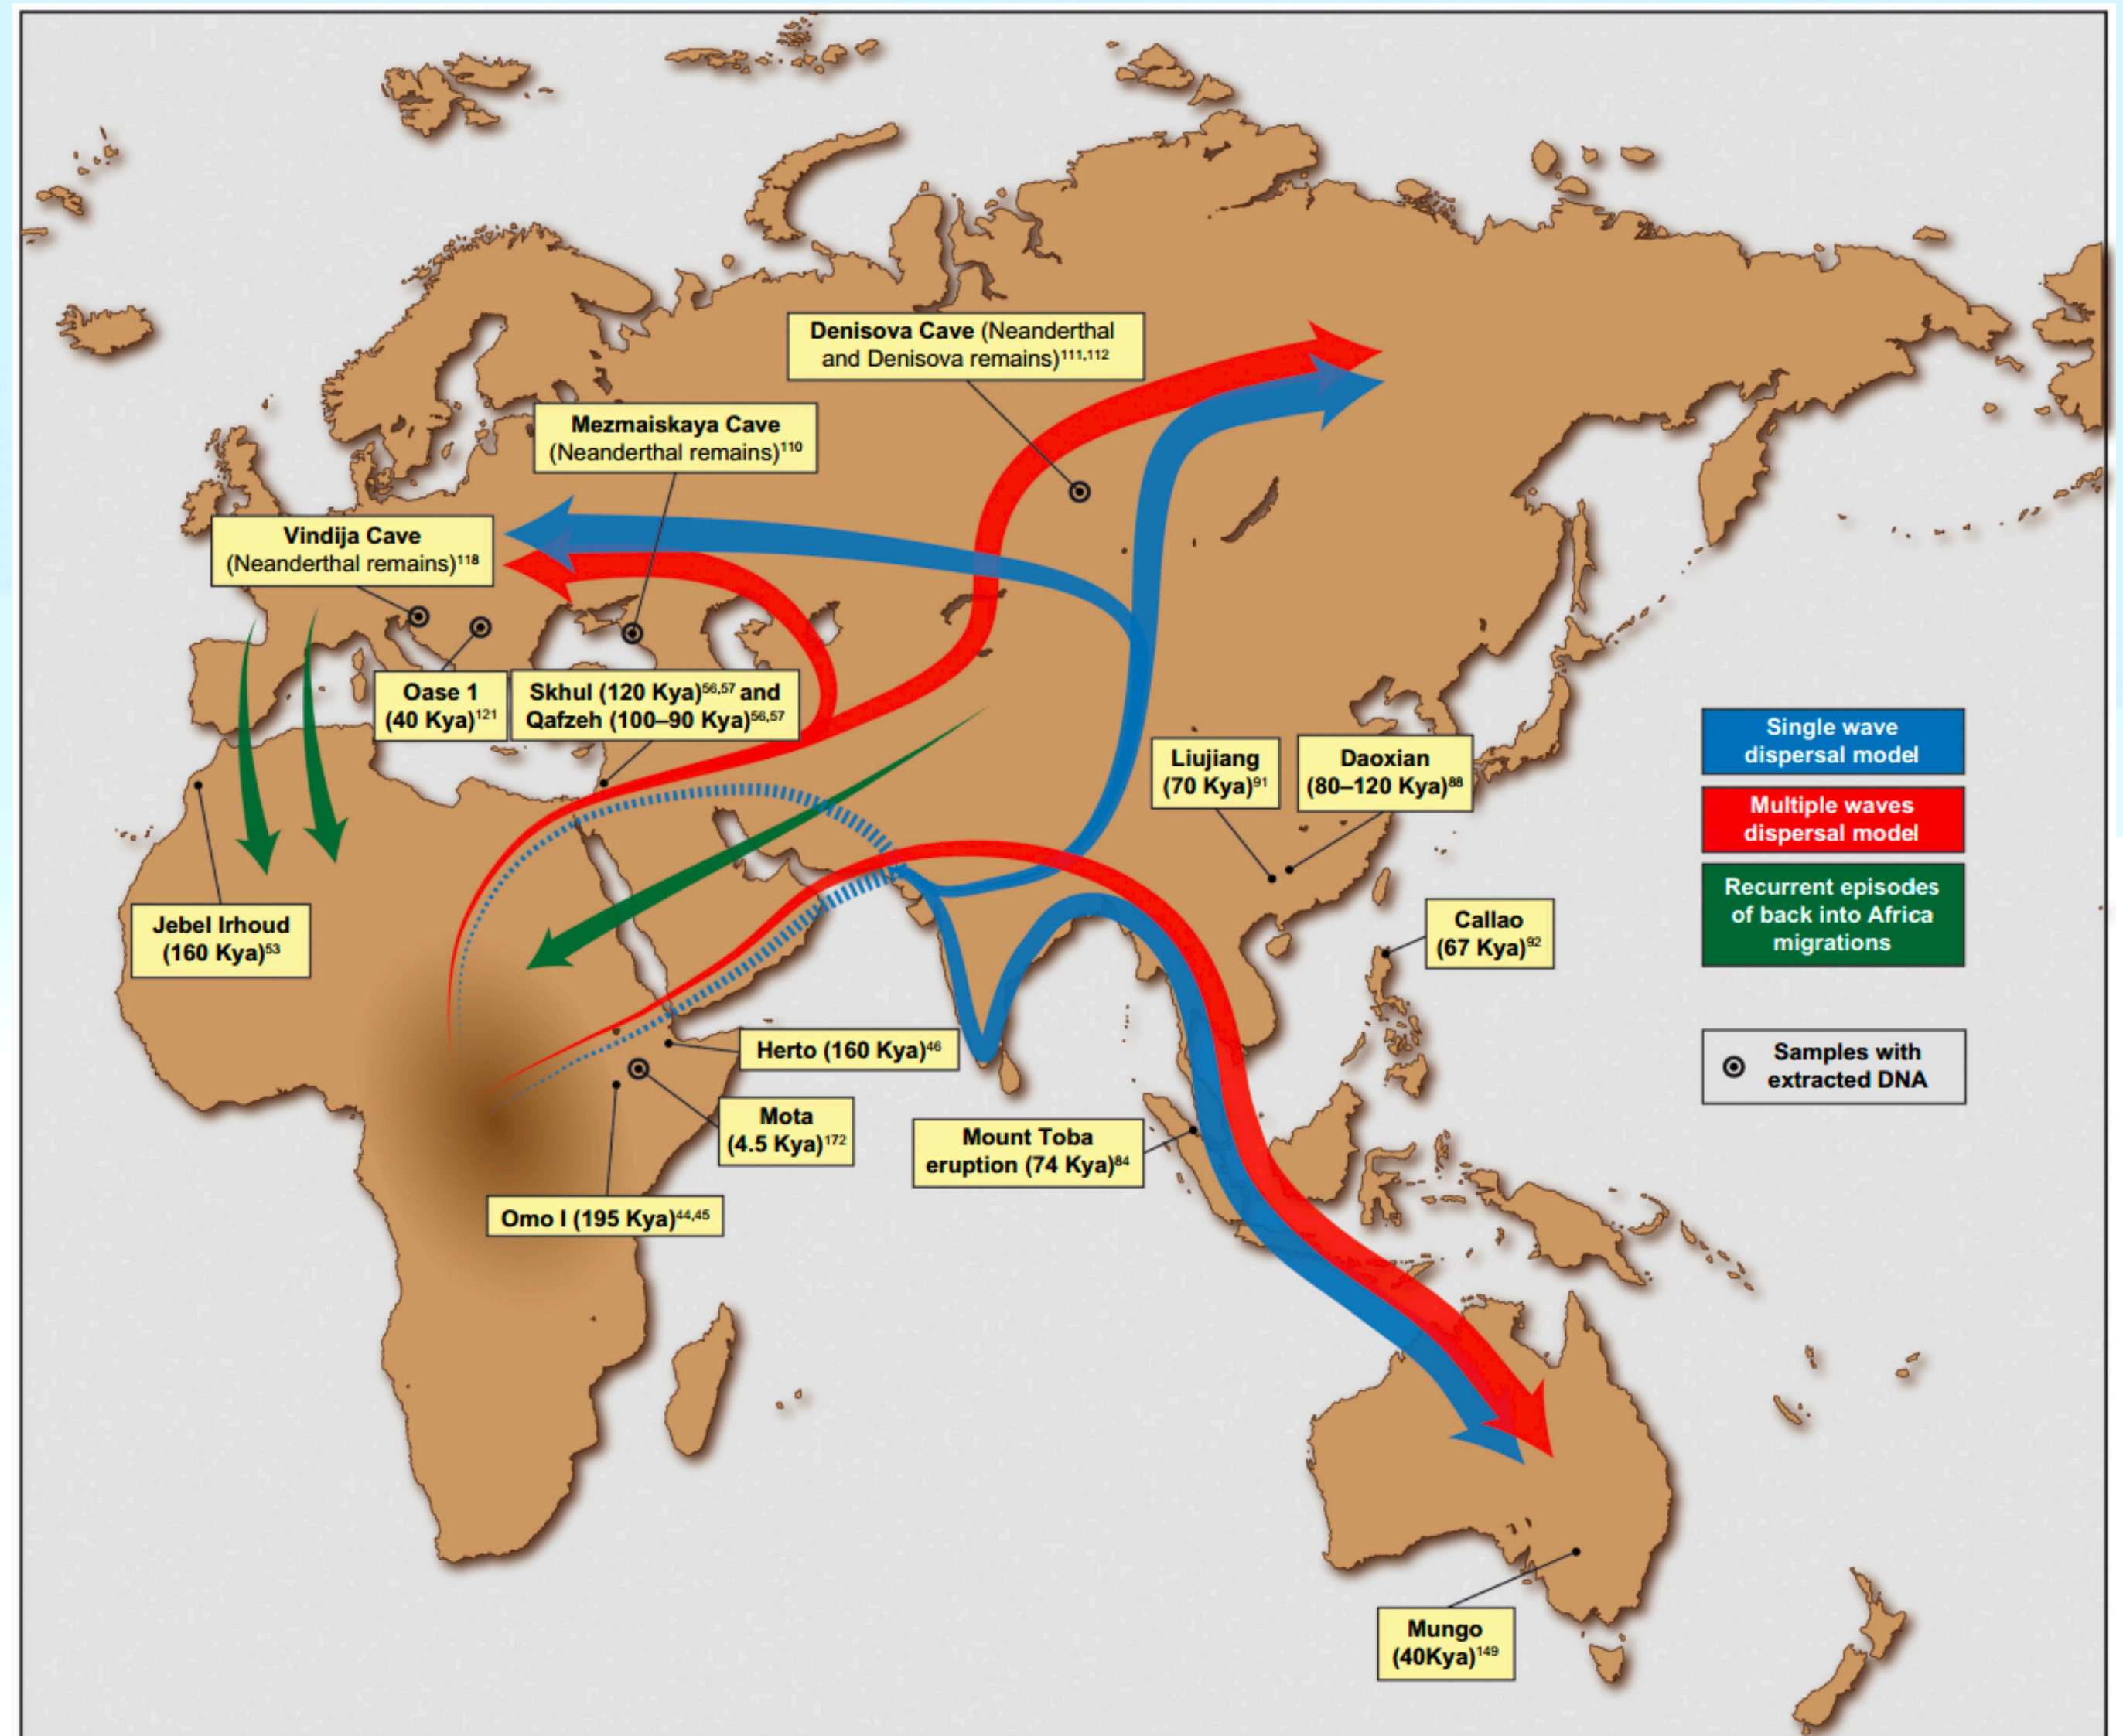 Denisova Cave (Neanderthal
and Denisova remains)111,112
Mezmaiskaya Cave
(Neanderthal remains)110
Vindija Cave
(Neanderthal remains)118
Oase 1
(40 Kya)121
Skhul (120 Kya)56,57 and
Qafzeh (100–90 Kya)56,57
Liujiang
(70 Kya)91
Daoxian
(80–120 Kya)88
Single wave
dispersal model
Multiple waves
dispersal model
Recurrent episodes
of back into Africa
migrations
Jebel Irhoud
(160 Kya)53
Callao
(67 Kya)92
Herto (160 Kya)46
Samples with
extracted DNA
Mota
(4.5 Kya)172
Mount Toba
eruption (74 Kya)84
Omo I (195 Kya)44,45
Mungo
(40Kya)149